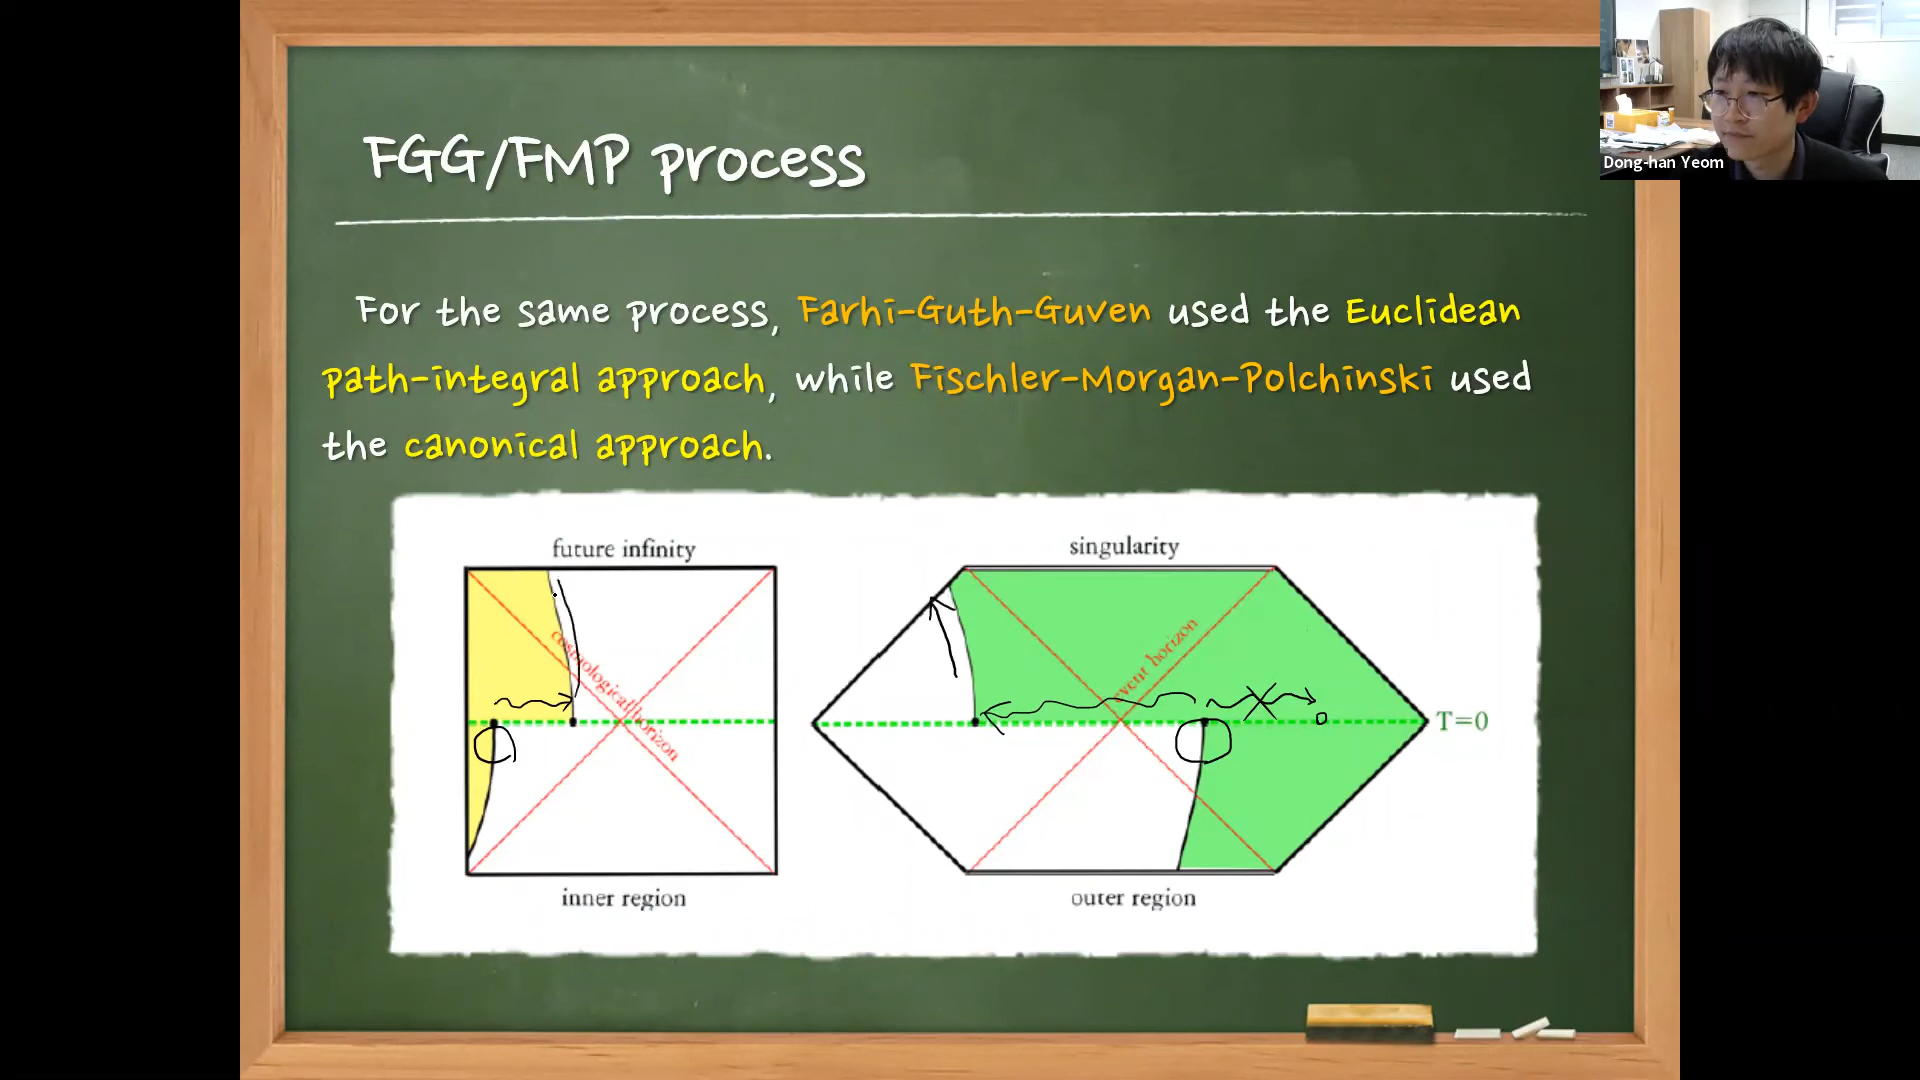 Dong-han Yeom
FGG/FMP process
For the same process, Farhi-Guth-Guven used the Euclidean
path-integral approach, while Fischler-Morgan-Polchinski used
the canonical approach.
future infinity
singularity
cosmological horizon
event horizon
T=0
inner region
outer region